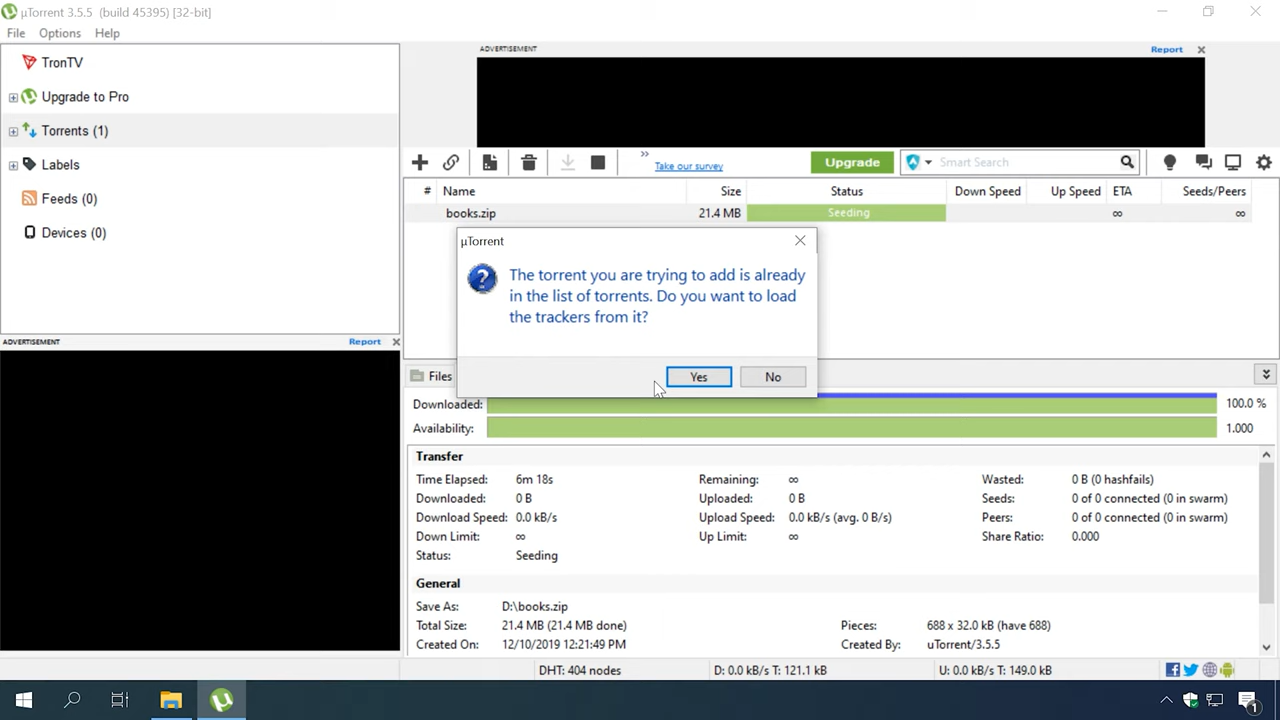 µTorrent 3.5.5 (build 45395) [32-bit]
File Options Help
TronTV
Upgrade to Pro
Torrents (1)
Labels
Feeds (0)
Devices (0)
ADVERTISEMENT Report
ADVERTISEMENT Report
Take our survey Upgrade Smart Search
# Name Size Status Down Speed Up Speed ETA Seeds/Peers
books.zip 21.4 MB Seeding ∞ ∞
µTorrent
The torrent you are trying to add is already
in the list of torrents. Do you want to load
the trackers from it?
Yes No
Files
Downloaded: 100.0 %
Availability: 1.000
Transfer
Time Elapsed: 6m 18s Remaining: ∞ Wasted: 0 B (0 hashfails)
Downloaded: 0 B Uploaded: 0 B Seeds: 0 of 0 connected (0 in swarm)
Download Speed: 0.0 kB/s Upload Speed: 0.0 kB/s (avg. 0 B/s) Peers: 0 of 0 connected (0 in swarm)
Down Limit: ∞ Up Limit: ∞ Share Ratio: 0.000
Status: Seeding
General
Save As: D:\books.zip
Total Size: 21.4 MB (21.4 MB done) Pieces: 688 x 32.0 kB (have 688)
Created On: 12/10/2019 12:21:49 PM Created By: uTorrent/3.5.5
DHT: 404 nodes D: 0.0 kB/s T: 121.1 kB U: 0.0 kB/s T: 149.0 kB
1